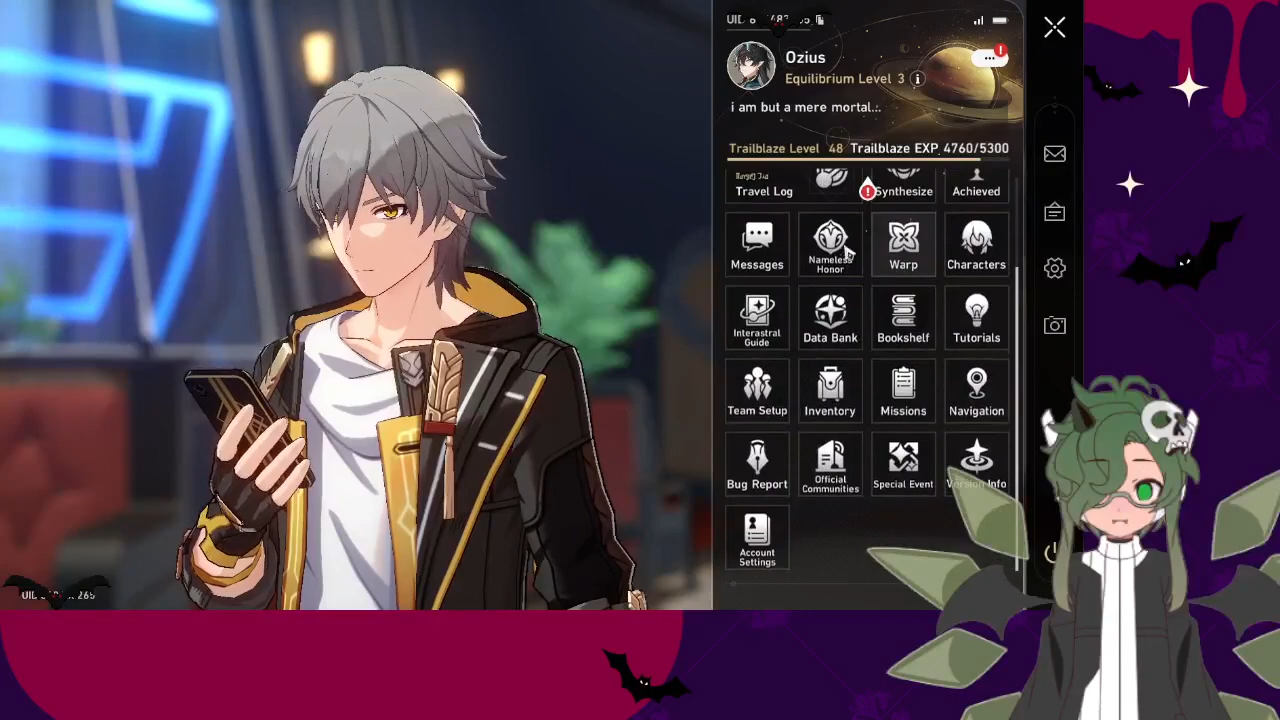 UID
Ozius
Equilibrium Level 3
i am but a mere mortal...
Trailblaze Level 48 Trailblaze EXP. 4760/5300
Travel Log
Synthesize
Achieved
Messages
Nameless
Honor
Warp
Characters
Interastral
Guide
Data Bank
Bookshelf
Tutorials
Team Setup
Inventory
Missions
Navigation
Bug Report
Official
Communities
Special Event
Version Info
Account
Settings
UID